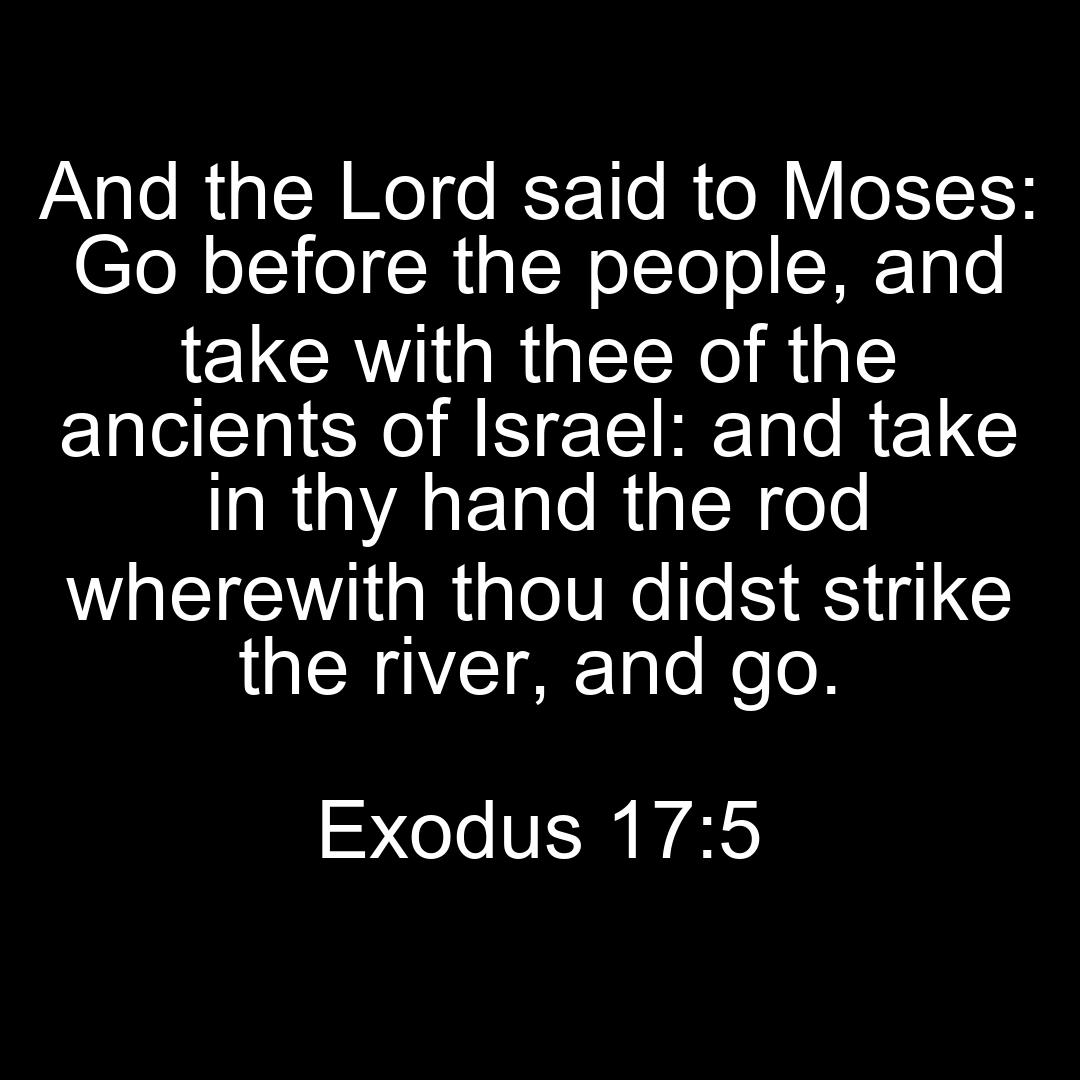 And the Lord said to Moses:
Go before the people, and
take with thee of the
ancients of Israel: and take
in thy hand the rod
wherewith thou didst strike
the river, and go.
Exodus 17:5